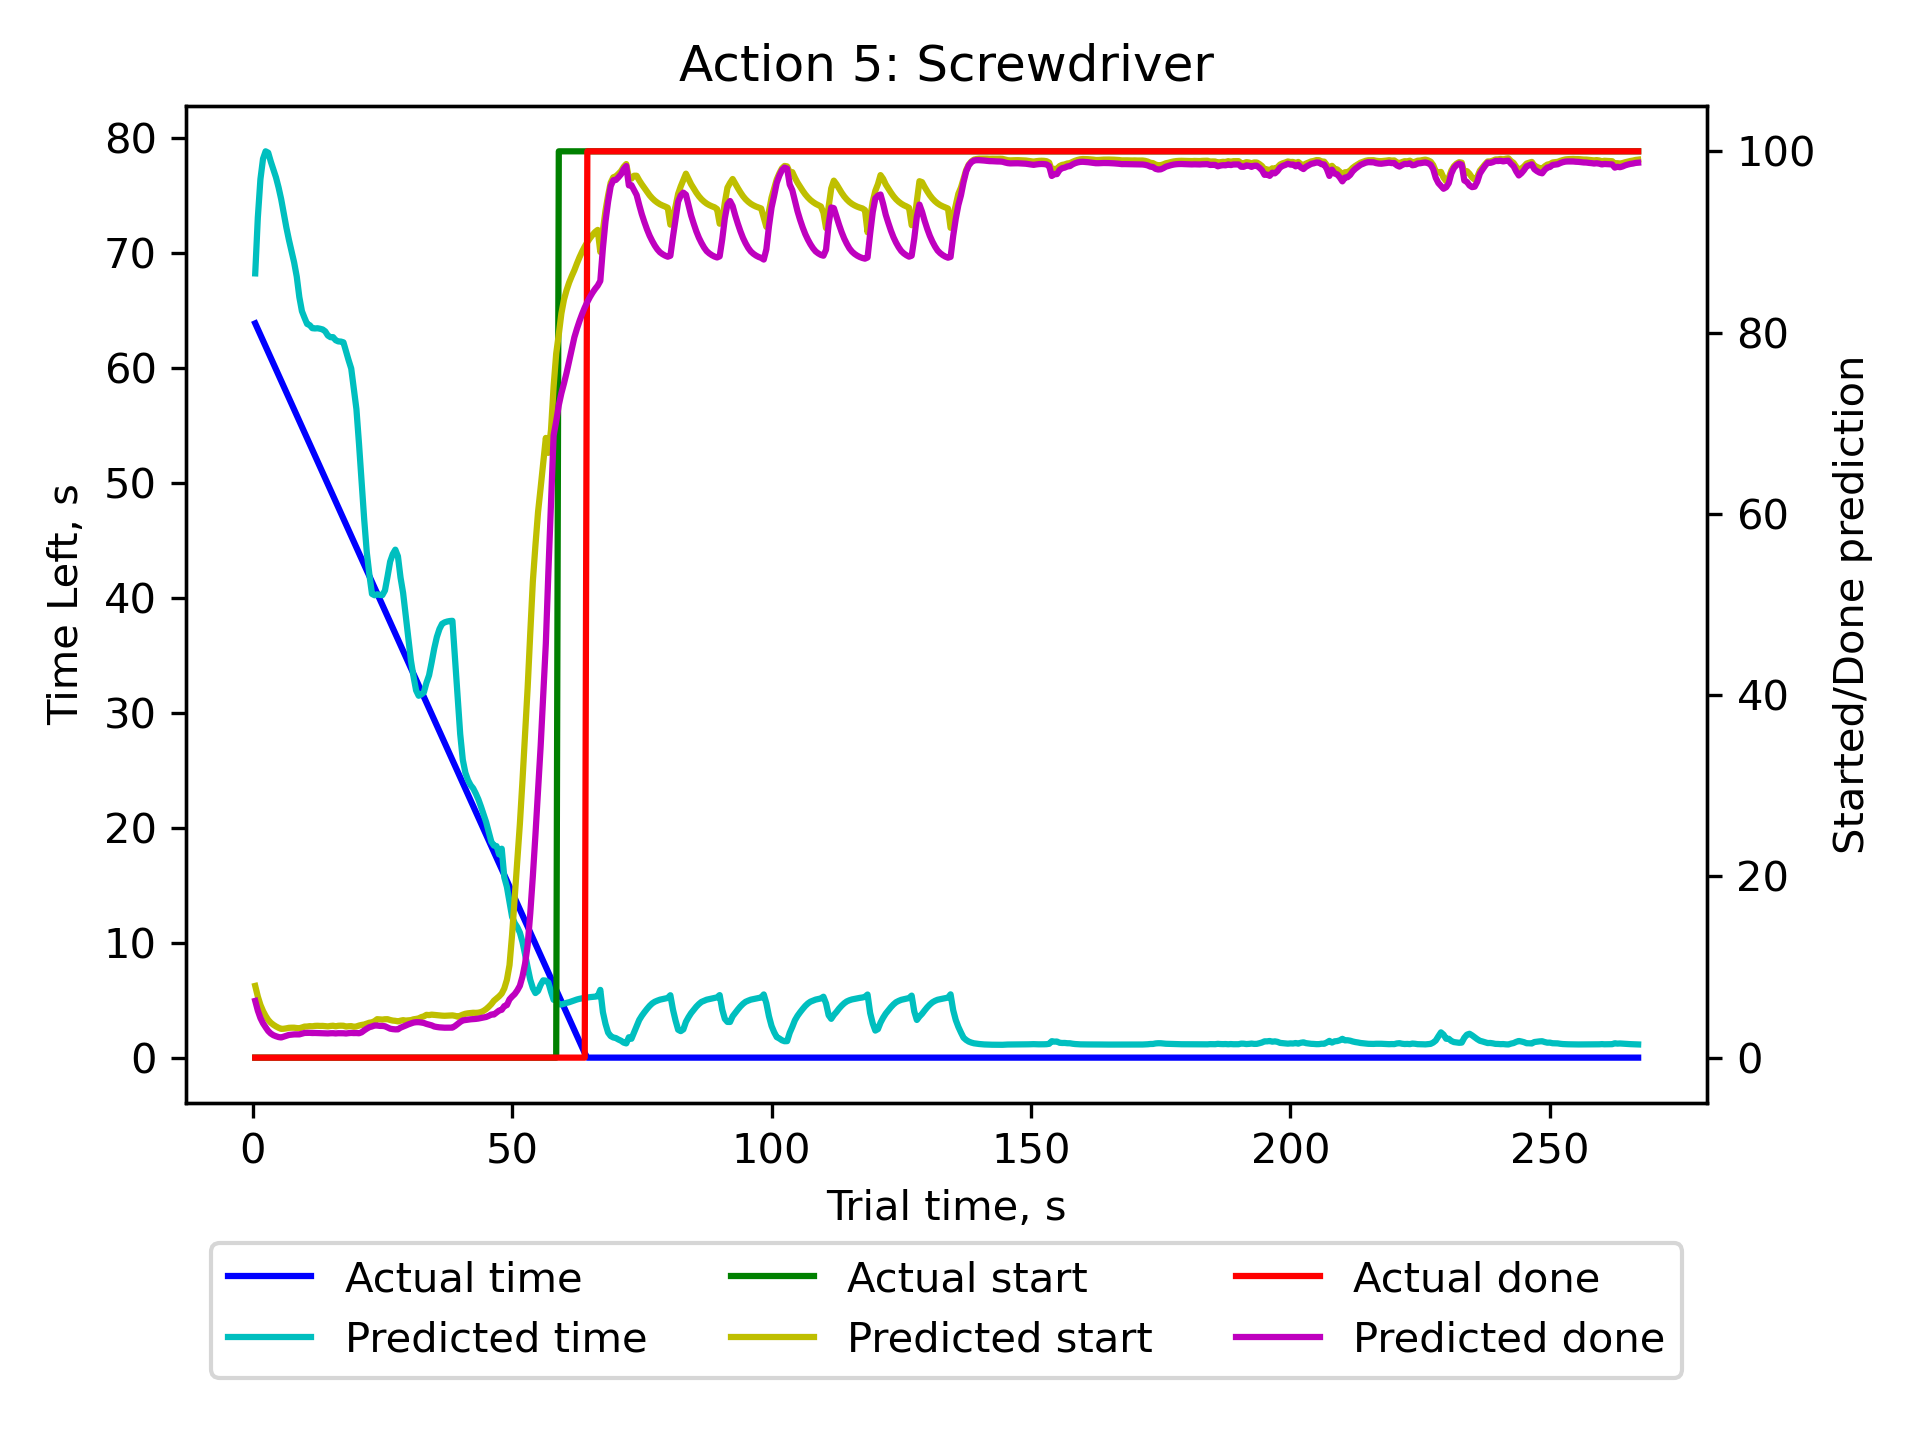 Action 5: Screwdriver
80
70
60
50
40
30
20
10
0
Time Left, s
100
80
60
40
20
0
Started/Done prediction
0 50 100 150 200 250
Trial time, s
Actual time Actual start Actual done
Predicted time Predicted start Predicted done